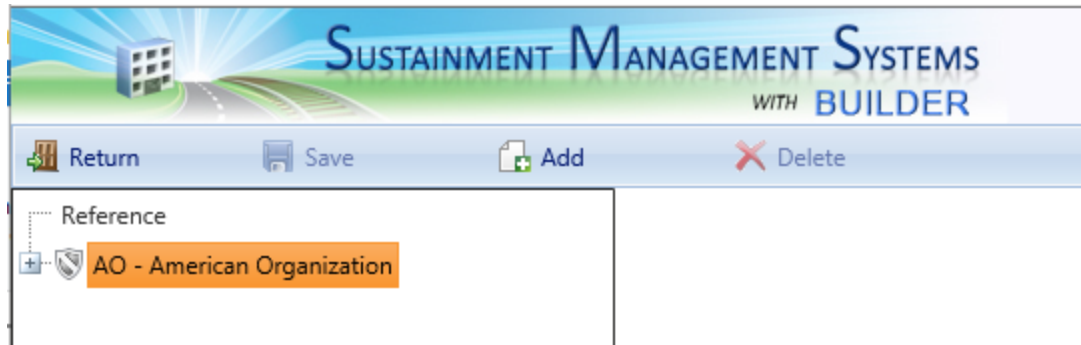 SUSTAINMENT MANAGEMENT SYSTEMS
WITH BUILDER
Return Save Add Delete
Reference
AO - American Organization